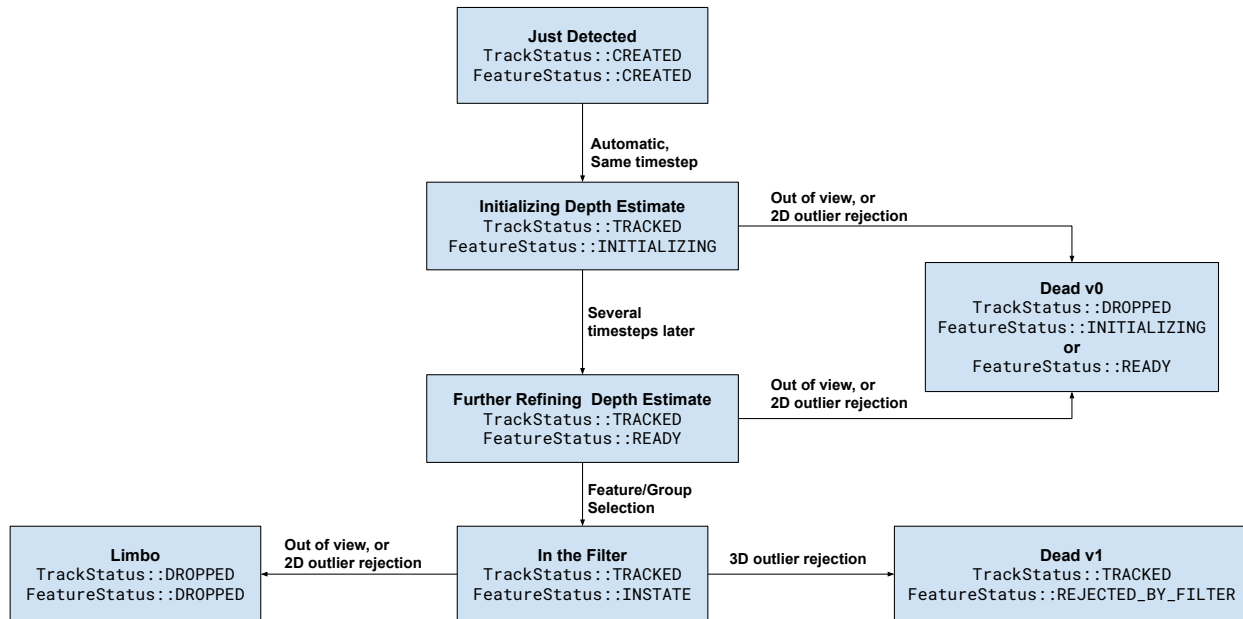 Just Detected
TrackStatus::CREATED
FeatureStatus::CREATED
Automatic,
Same timestep
Initializing Depth Estimate
TrackStatus::TRACKED
FeatureStatus::INITIALIZING
Out of view, or
2D outlier rejection
Dead v0
TrackStatus::DROPPED
FeatureStatus::INITIALIZING
or
FeatureStatus::READY
Several
timesteps later
Further Refining  Depth Estimate
TrackStatus::TRACKED
FeatureStatus::READY
Out of view, or
2D outlier rejection
Feature/Group
Selection
Limbo
TrackStatus::DROPPED
FeatureStatus::DROPPED
Out of view, or
2D outlier rejection
In the Filter
TrackStatus::TRACKED
FeatureStatus::INSTATE
3D outlier rejection
Dead v1
TrackStatus::TRACKED
FeatureStatus::REJECTED_BY_FILTER